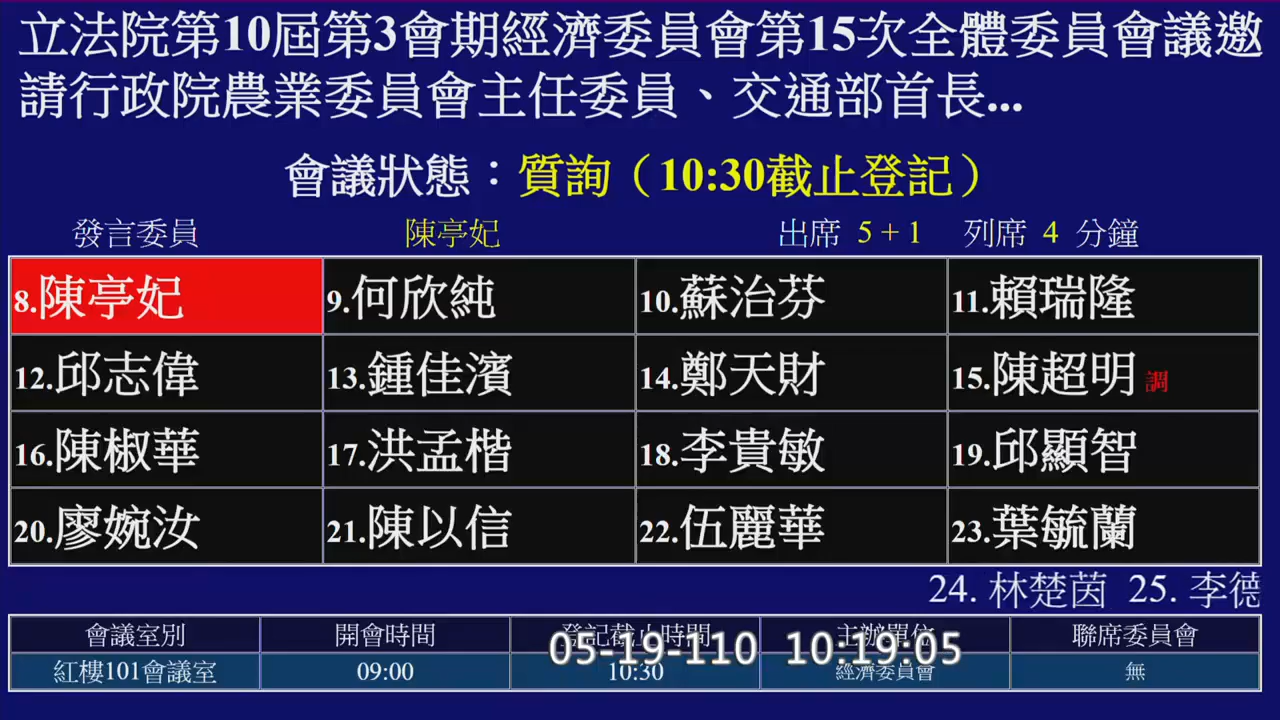 立法院第10屆第3會期經濟委員會第15次全體委員會議邀
請行政院農業委員會主任委員、交通部首長...
會議狀態：質詢（10:30截止登記）
發言委員 陳亭妃 出席 5 + 1 列席 4 分鐘
8.陳亭妃 9.何欣純 10.蘇治芬 11.賴瑞隆
12.邱志偉 13.鍾佳濱 14.鄭天財 15.陳超明 調
16.陳椒華 17.洪孟楷 18.李貴敏 19.邱顯智
20.廖婉汝 21.陳以信 22.伍麗華 23.葉毓蘭
24. 林楚茵 25. 李德
會議室別 開會時間 登記截止時間 主辦單位 聯席委員會
05-19-110 10:19:05
紅樓101會議室 09:00 10:30 經濟委員會 無